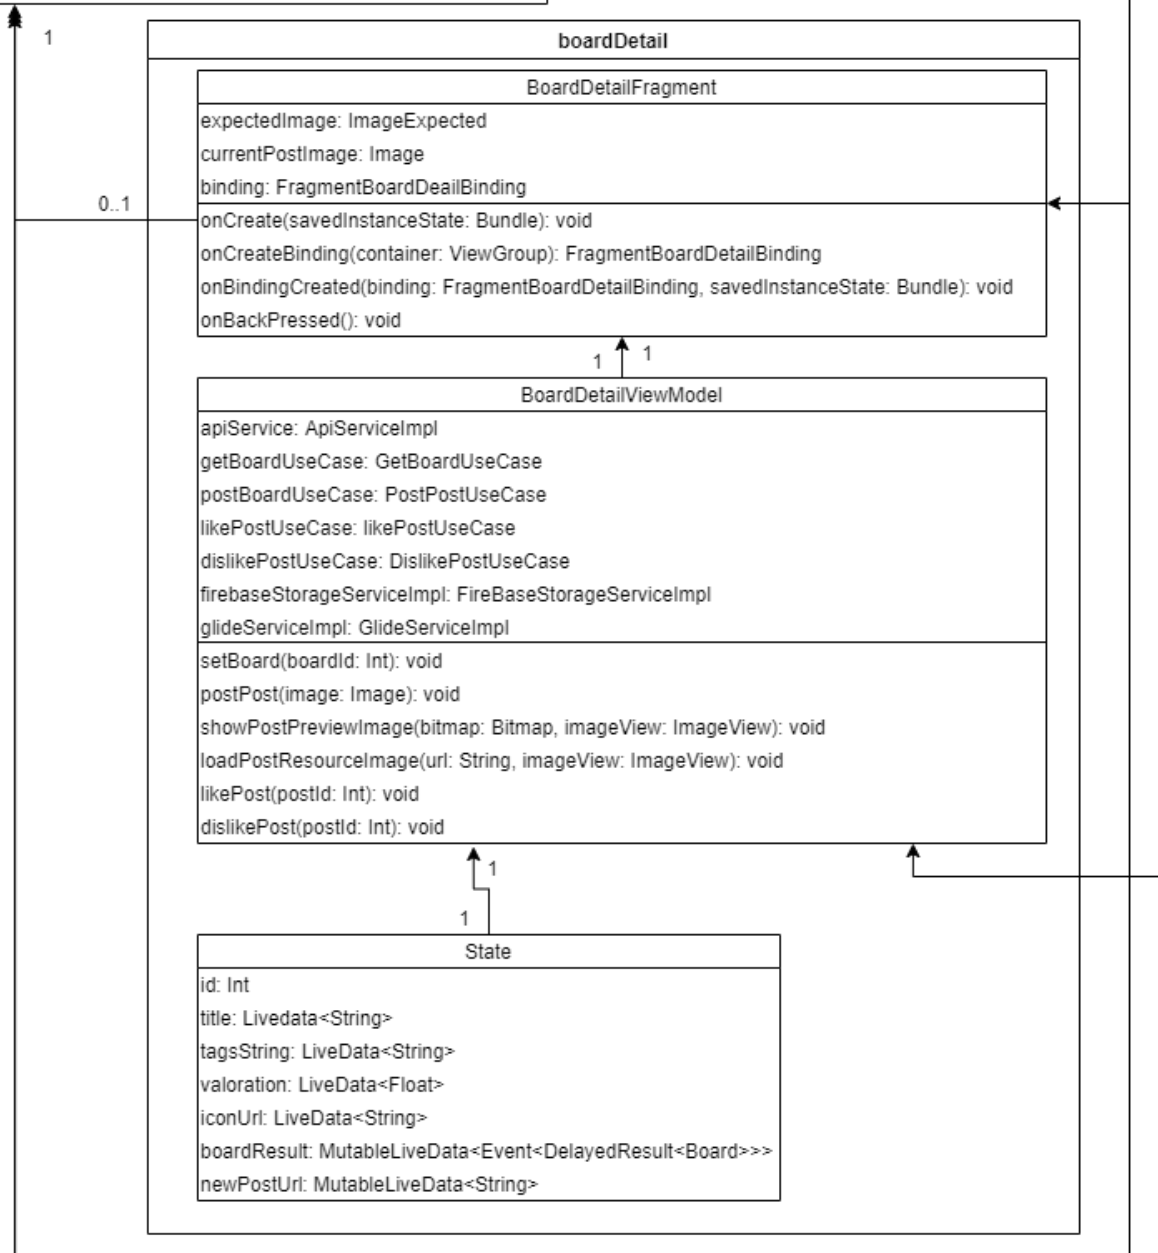 1
boardDetail
BoardDetailFragment
expectedImage: ImageExpected
currentPostImage: Image
binding: FragmentBoardDeailBinding
0..1
onCreate(savedInstanceState: Bundle): void
onCreateBinding(container: ViewGroup): FragmentBoardDetailBinding
onBindingCreated(binding: FragmentBoardDetailBinding, savedInstanceState: Bundle): void
onBackPressed(): void
1 1
BoardDetailViewModel
apiService: ApiServiceImpl
getBoardUseCase: GetBoardUseCase
postBoardUseCase: PostPostUseCase
likePostUseCase: likePostUseCase
dislikePostUseCase: DislikePostUseCase
firebaseStorageServiceImpl: FireBaseStorageServiceImpl
glideServiceImpl: GlideServiceImpl
setBoard(boardId: Int): void
postPost(image: Image): void
showPostPreviewImage(bitmap: Bitmap, imageView: ImageView): void
loadPostResourceImage(url: String, imageView: ImageView): void
likePost(postId: Int): void
dislikePost(postId: Int): void
1
1
State
id: Int
title: Livedata<String>
tagsString: LiveData<String>
valoration: LiveData<Float>
iconUrl: LiveData<String>
boardResult: MutableLiveData<Event<DelayedResult<Board>>>
newPostUrl: MutableLiveData<String>